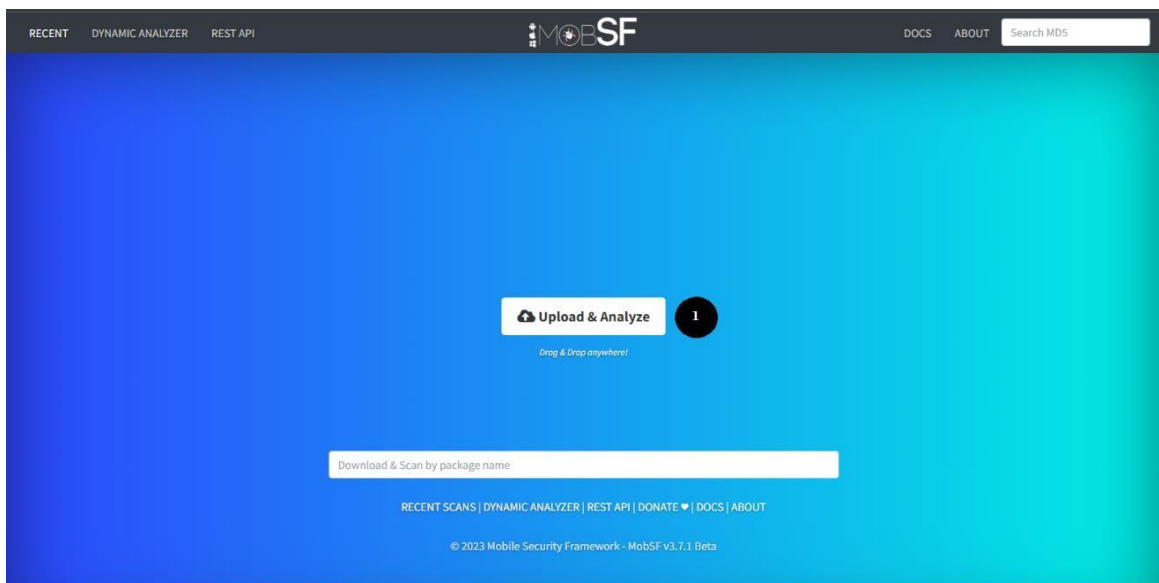 RECENT DYNAMIC ANALYZER REST API MOBSF DOCS ABOUT Search MD5
Upload & Analyze 1
Drag & Drop anywhere!
Download & Scan by package name
RECENT SCANS | DYNAMIC ANALYZER | REST API | DONATE ♥ | DOCS | ABOUT
© 2023 Mobile Security Framework - MobSF v3.7.1 Beta